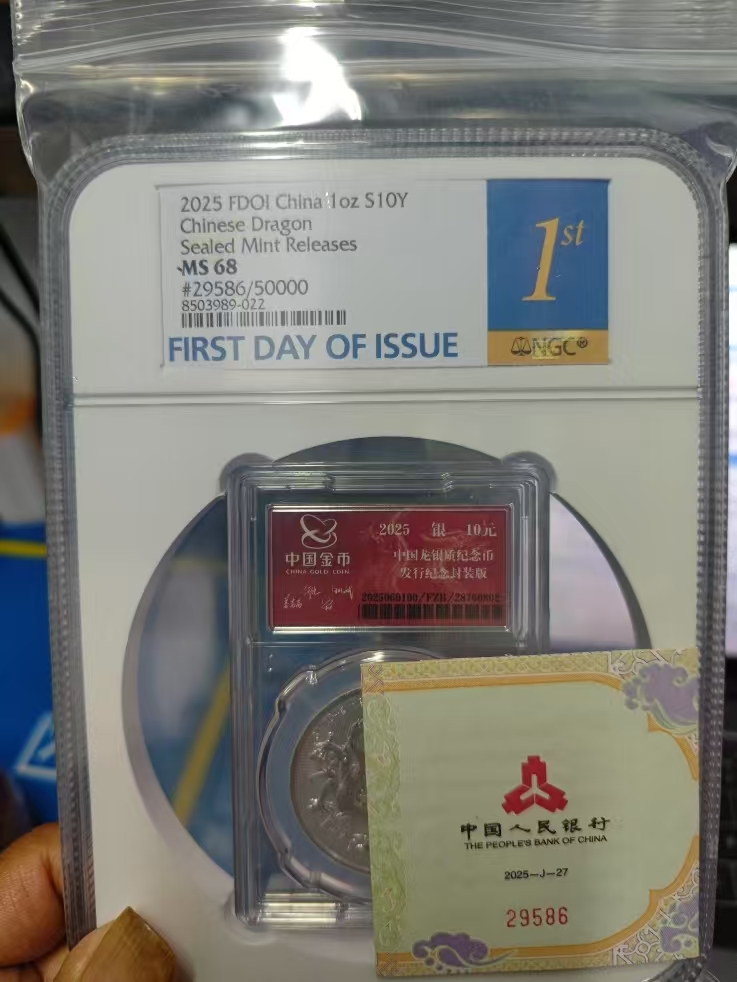 2025 FDOI China 1oz S10Y
Chinese Dragon
Sealed Mint Releases
MS 68
#29586/50000
8503989-022
FIRST DAY OF ISSUE
1st
NGC®
中国金币
CHINA GOLD COIN
2025 银 10元
中国龙银质纪念币
发行纪念封装版
中国人民银行
THE PEOPLE'S BANK OF CHINA
2025-J-27
29586